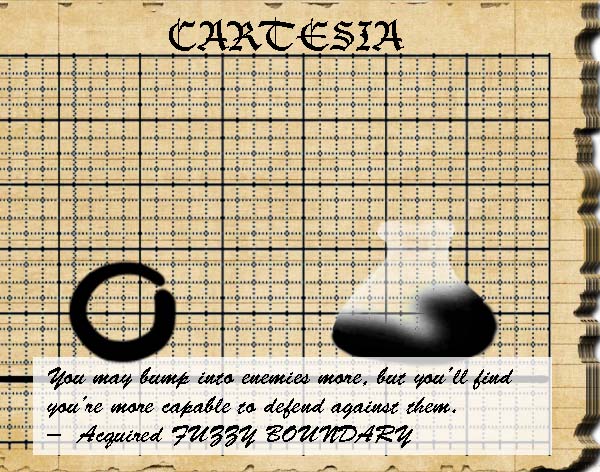 CARTESIA
You may bump into enemies more, but you'll find
you're more capable to defend against them.
– Acquired FUZZY BOUNDARY